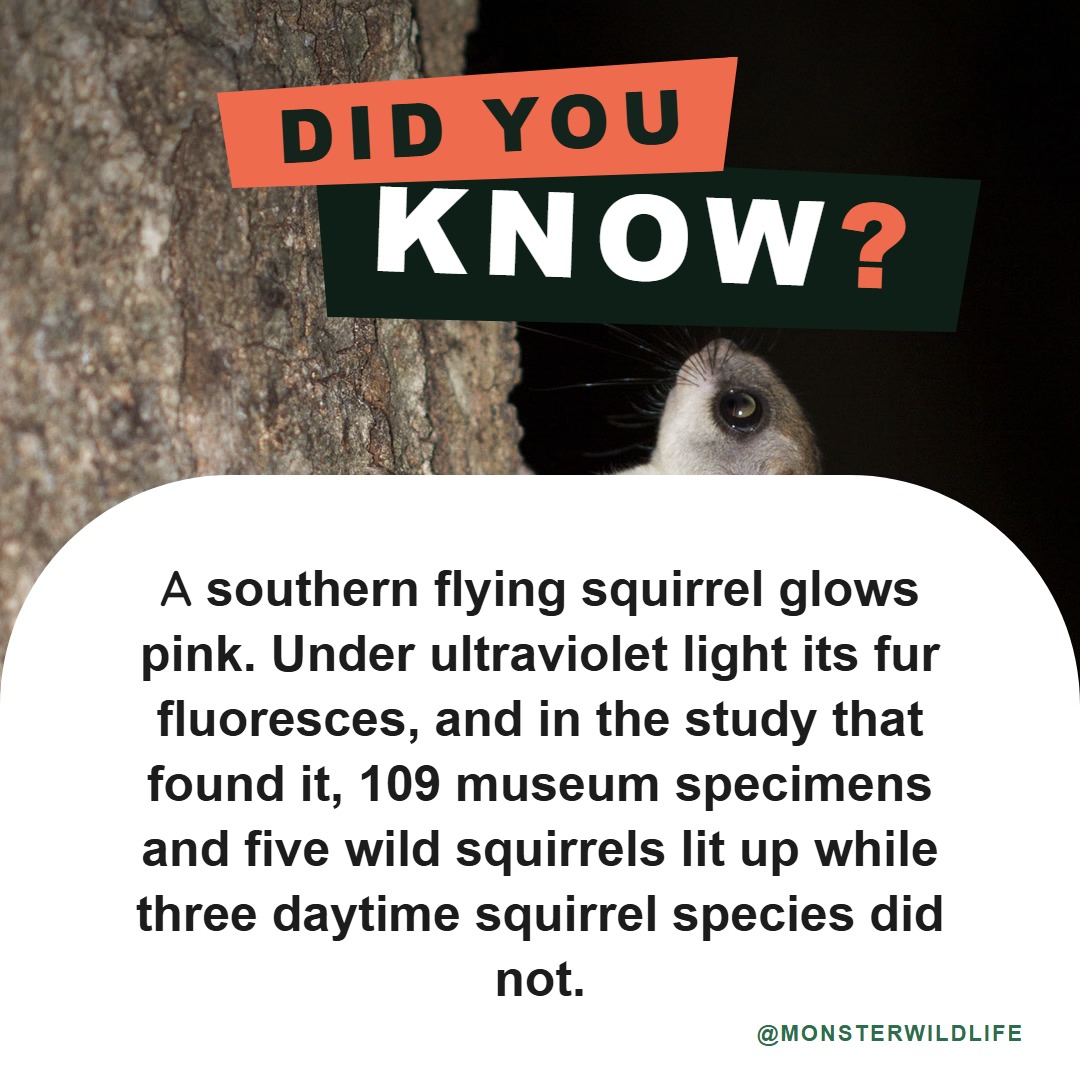 DID YOU
KNOW?
A southern flying squirrel glows
pink. Under ultraviolet light its fur
fluoresces, and in the study that
found it, 109 museum specimens
and five wild squirrels lit up while
three daytime squirrel species did
not.
@MONSTERWILDLIFE